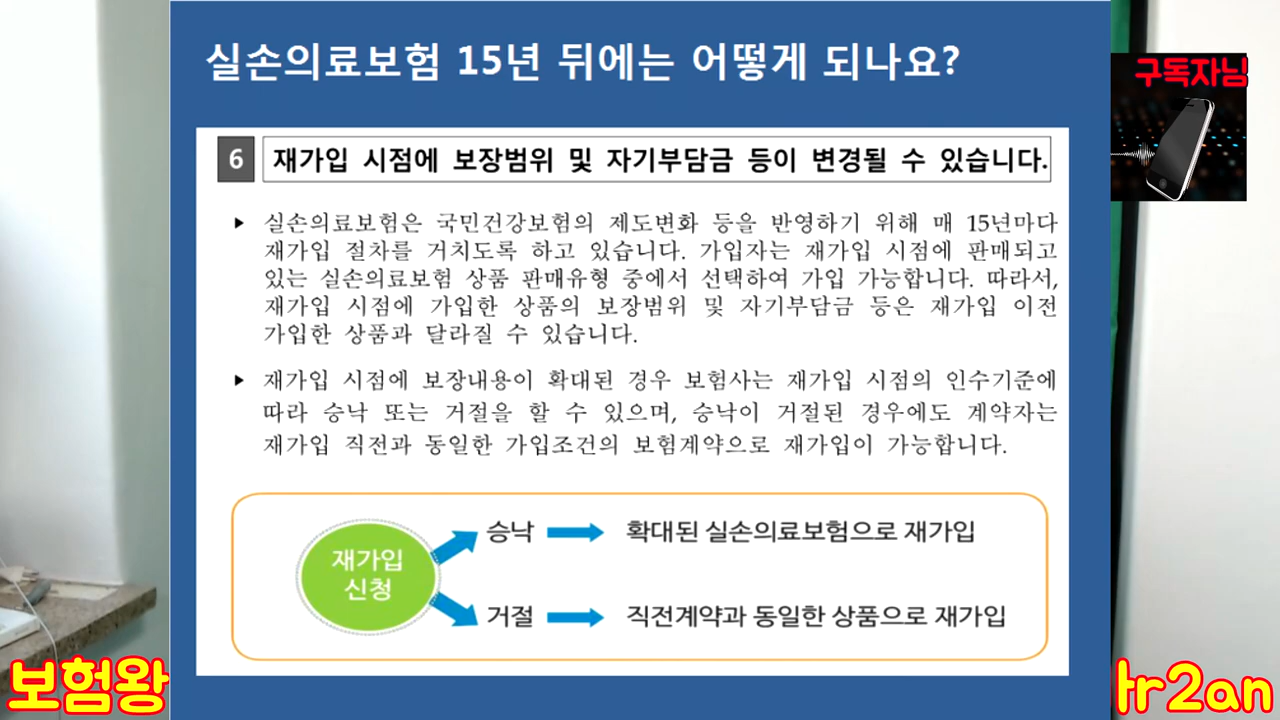 실손의료보험 15년 뒤에는 어떻게 되나요?
구독자님
6 재가입 시점에 보장범위 및 자기부담금 등이 변경될 수 있습니다.
▶ 실손의료보험은 국민건강보험의 제도변화 등을 반영하기 위해 매 15년마다
재가입 절차를 거치도록 하고 있습니다. 가입자는 재가입 시점에 판매되고
있는 실손의료보험 상품 판매유형 중에서 선택하여 가입 가능합니다. 따라서,
재가입 시점에 가입한 상품의 보장범위 및 자기부담금 등은 재가입 이전
가입한 상품과 달라질 수 있습니다.
▶ 재가입 시점에 보장내용이 확대된 경우 보험사는 재가입 시점의 인수기준에
따라 승낙 또는 거절을 할 수 있으며, 승낙이 거절된 경우에도 계약자는
재가입 직전과 동일한 가입조건의 보험계약으로 재가입이 가능합니다.
재가입
신청
승낙 확대된 실손의료보험으로 재가입
거절 직전계약과 동일한 상품으로 재가입
보험왕
tr2an